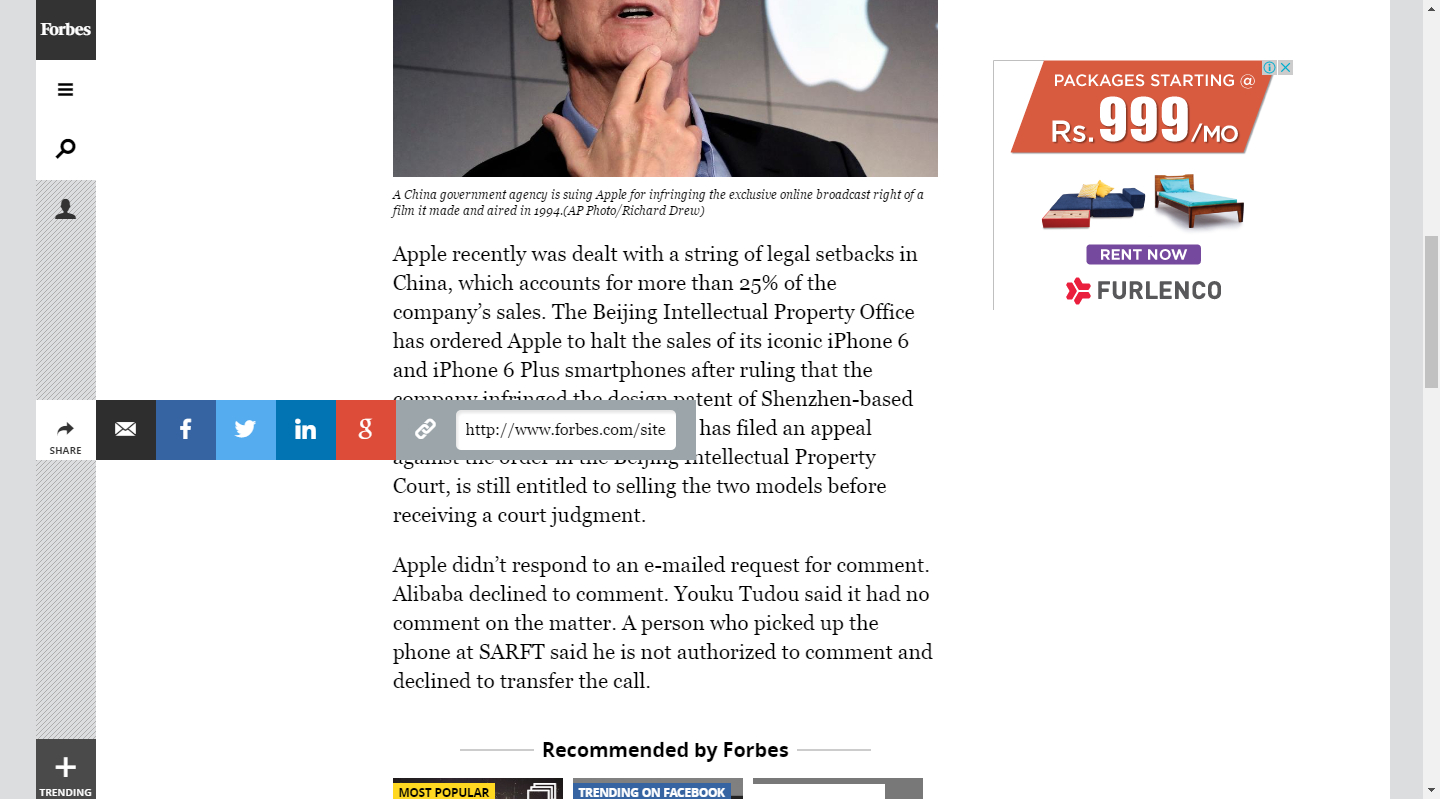 Forbes
PACKAGES STARTING @
Rs. 999/MO
RENT NOW
FURLENCO
A China government agency is suing Apple for infringing the exclusive online broadcast right of a
film it made and aired in 1994.(AP Photo/Richard Drew)
Apple recently was dealt with a string of legal setbacks in
China, which accounts for more than 25% of the
company’s sales. The Beijing Intellectual Property Office
has ordered Apple to halt the sales of its iconic iPhone 6
and iPhone 6 Plus smartphones after ruling that the
company infringed the design patent of Shenzhen-based
has filed an appeal
against the order in the Beijing Intellectual Property
Court, is still entitled to selling the two models before
receiving a court judgment.
SHARE
http://www.forbes.com/site
Apple didn’t respond to an e-mailed request for comment.
Alibaba declined to comment. Youku Tudou said it had no
comment on the matter. A person who picked up the
phone at SARFT said he is not authorized to comment and
declined to transfer the call.
Recommended by Forbes
MOST POPULAR
TRENDING ON FACEBOOK
TRENDING